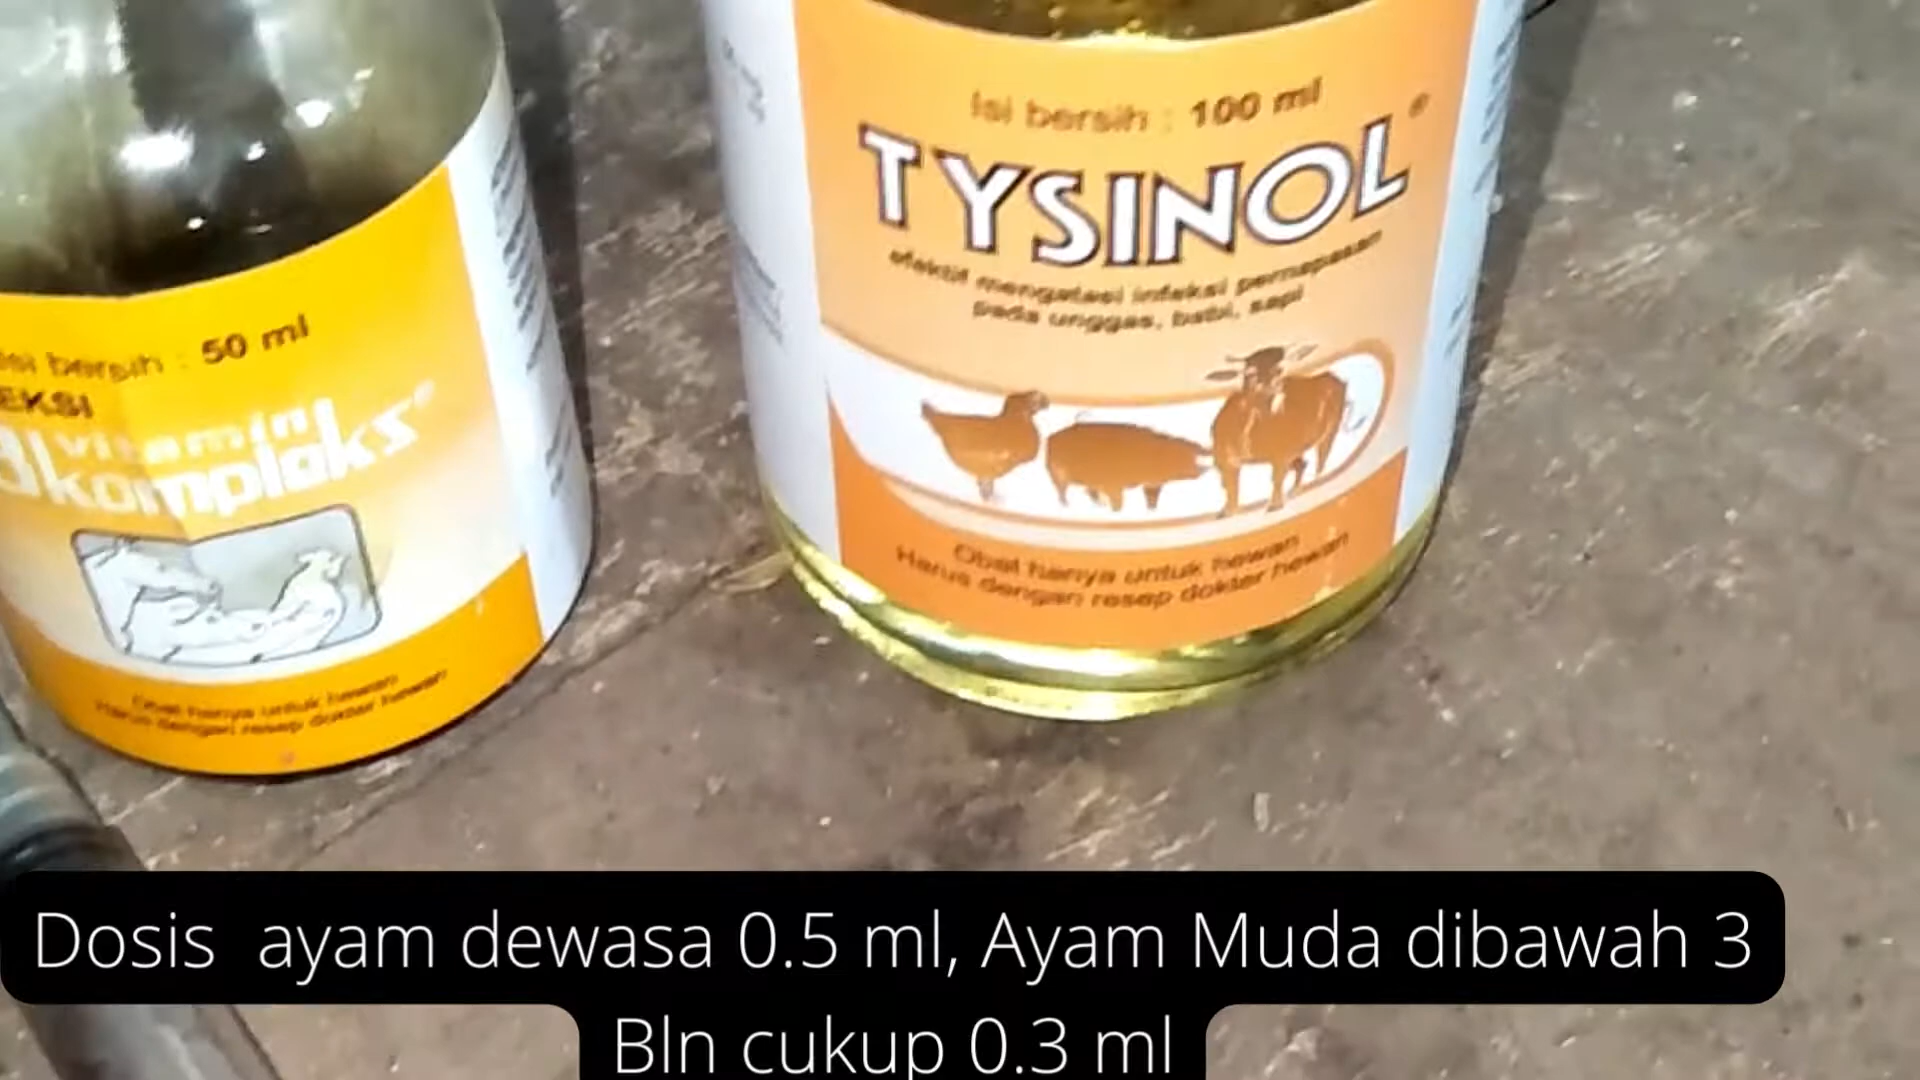 isi bersih : 50 ml
EKSI
vitamin
B kompleks
Obat hanya untuk hewan
Harus dengan resep dokter hewan
Isi bersih : 100 ml
TYSINOL
efektif mengatasi infeksi pernapasan
pada unggas, babi, sapi
Obat hanya untuk hewan
Harus dengan resep dokter hewan
Dosis ayam dewasa 0.5 ml, Ayam Muda dibawah 3
Bln cukup 0.3 ml